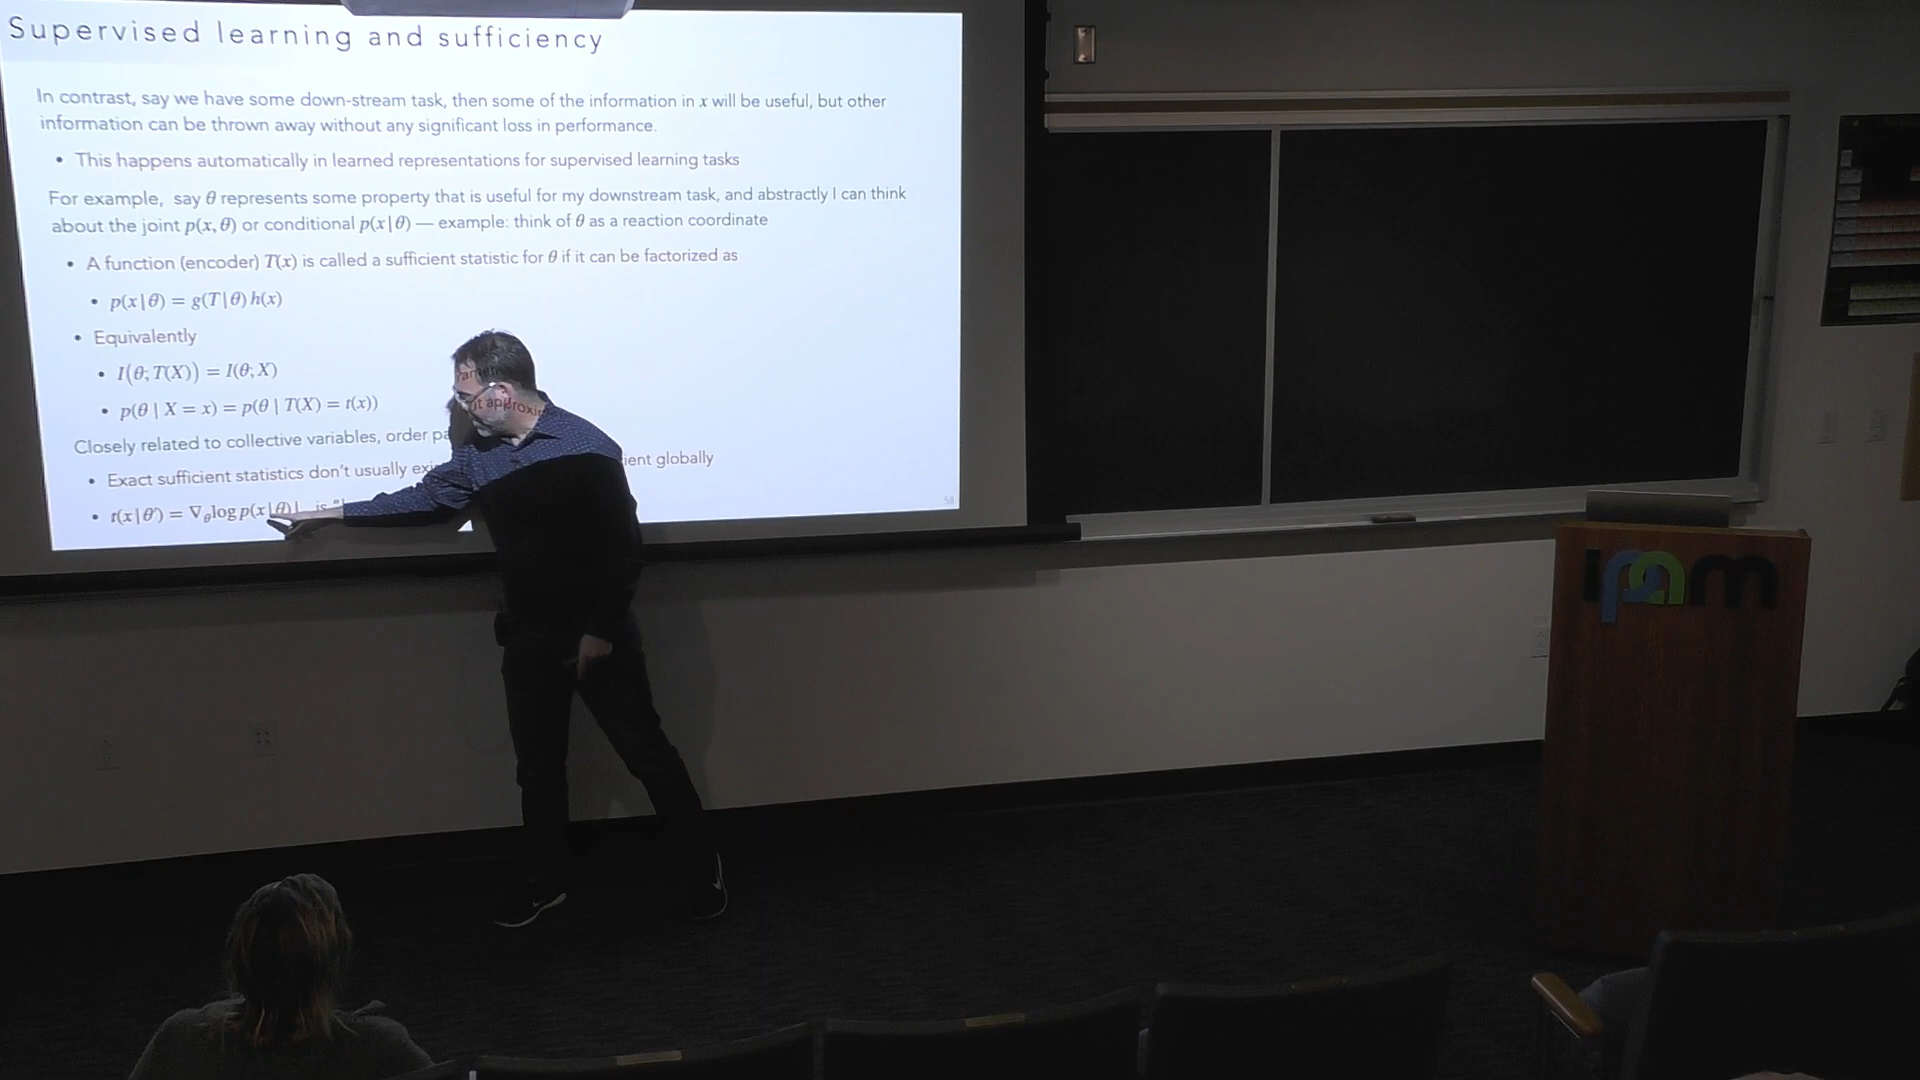 Supervised learning and sufficiency
In contrast, say we have some down-stream task, then some of the information in x will be useful, but other
information can be thrown away without any significant loss in performance.
• This happens automatically in learned representations for supervised learning tasks
For example, say θ represents some property that is useful for my downstream task, and abstractly I can think
about the joint p(x, θ) or conditional p(x|θ) — example: think of θ as a reaction coordinate
• A function (encoder) T(x) is called a sufficient statistic for θ if it can be factorized as
• p(x|θ) = g(T|θ) h(x)
• Equivalently
• I(θ; T(X)) = I(θ; X)
• p(θ | X = x) = p(θ | T(X) = t(x))
Closely related to collective variables, order
• Exact sufficient statistics don't usually globally
• t(x|θ') = ∇θ log p(x|θ)| is
58
ipam